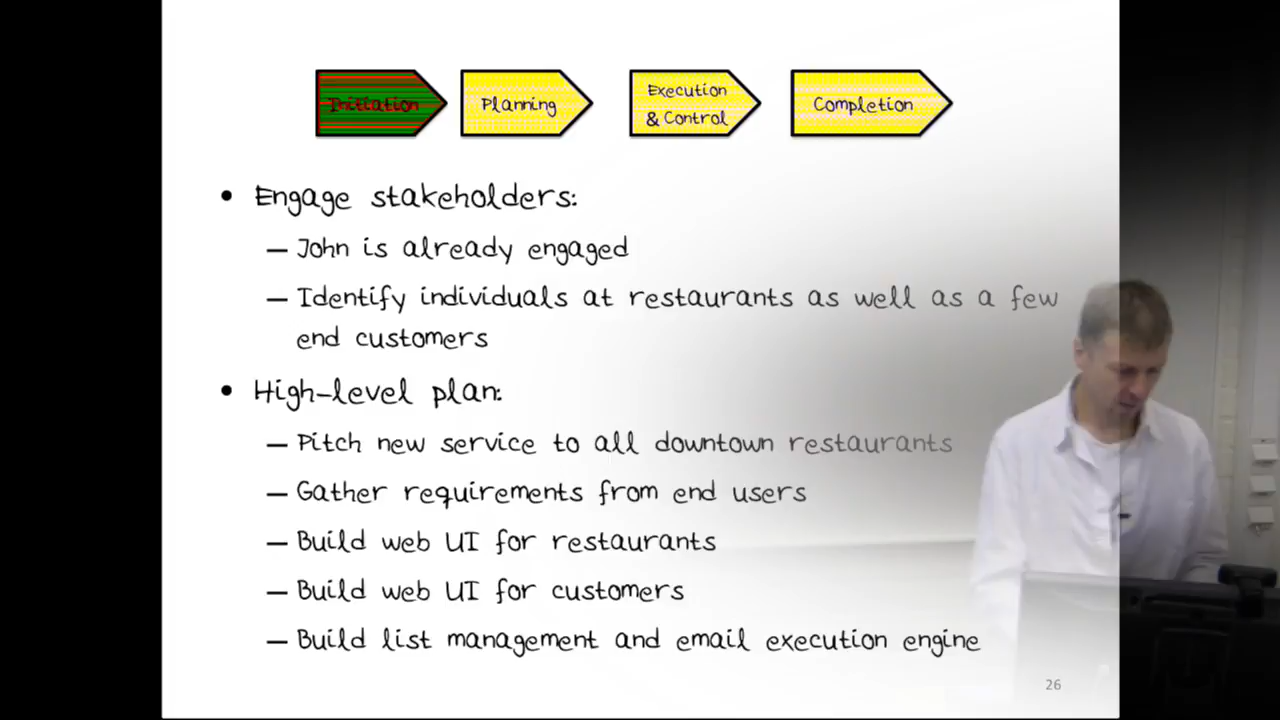 Initiation
Planning
Execution
& Control
Completion
• Engage stakeholders:
– John is already engaged
– Identify individuals at restaurants as well as a few
end customers
• High-level plan:
– Pitch new service to all downtown restaurants
– Gather requirements from end users
– Build web UI for restaurants
– Build web UI for customers
– Build list management and email execution engine
26